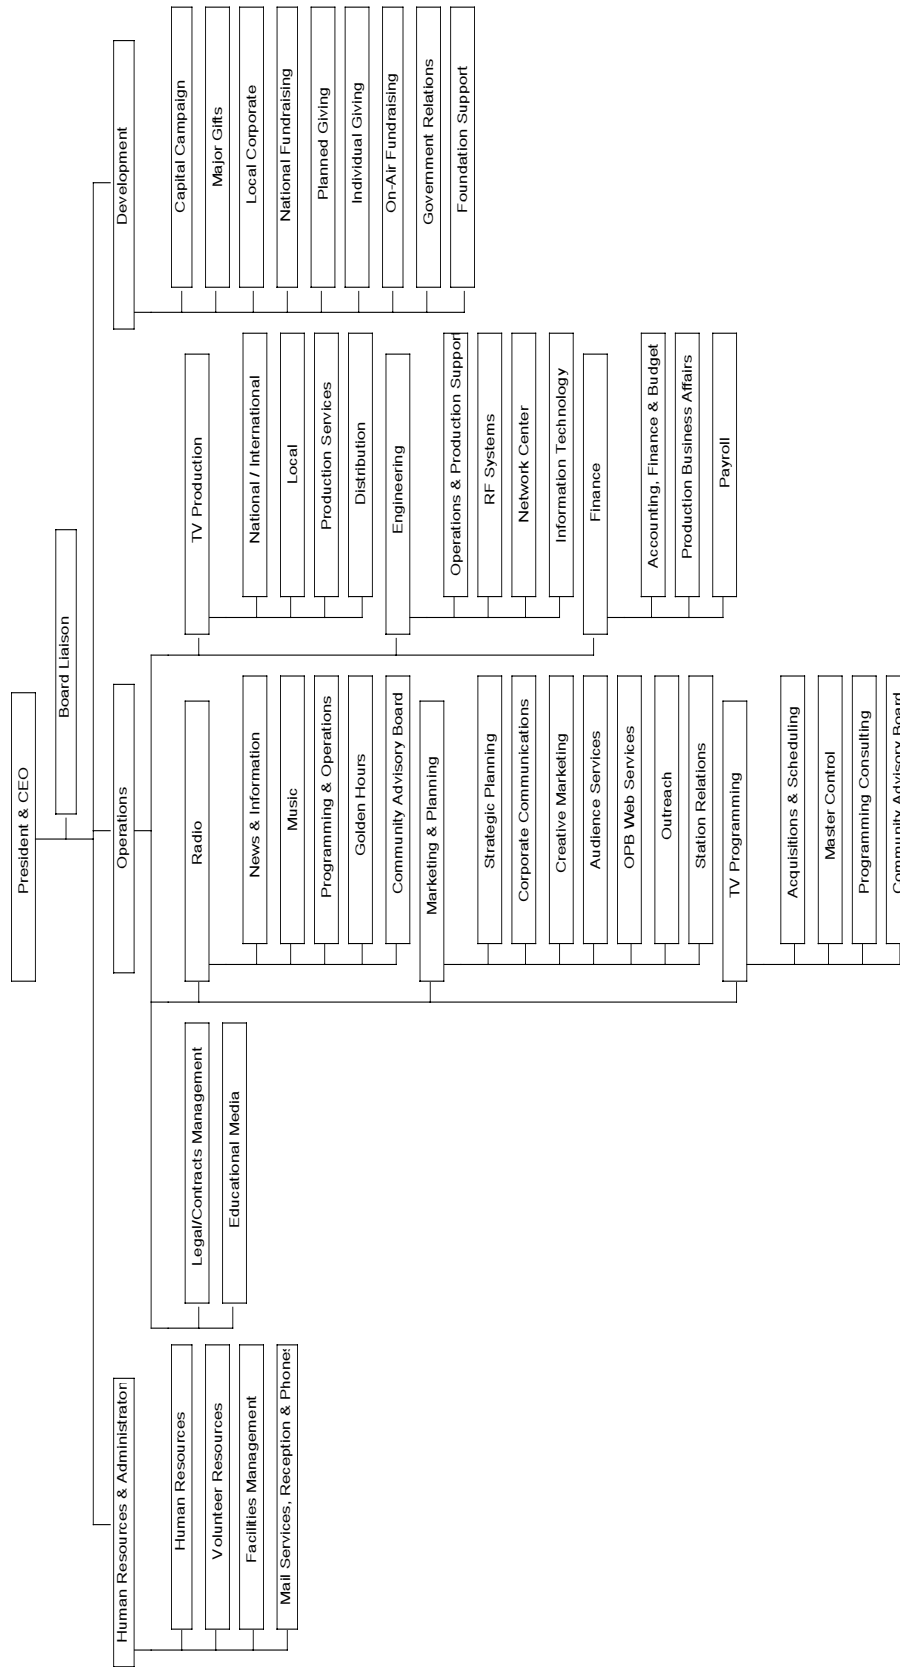 President & CEO
Board Liaison
Human Resources & Administraton
Human Resources
Volunteer Resources
Facilities Management
Mail Services, Reception & Phones
Operations
Legal/Contracts Management
Educational Media
Radio
News & Information
Music
Programming & Operations
Golden Hours
Community Advisory Board
Marketing & Planning
Strategic Planning
Corporate Communications
Creative Marketing
Audience Services
OPB Web Services
Outreach
Station Relations
TV Programming
Acquisitions & Scheduling
Master Control
Programming Consulting
Community Advisory Board
TV Production
National / International
Local
Production Services
Distribution
Engineering
Operations & Production Support
RF Systems
Network Center
Information Technology
Finance
Accounting, Finance & Budget
Production Business Affairs
Payroll
Development
Capital Campaign
Major Gifts
Local Corporate
National Fundraising
Planned Giving
Individual Giving
On-Air Fundraising
Government Relations
Foundation Support